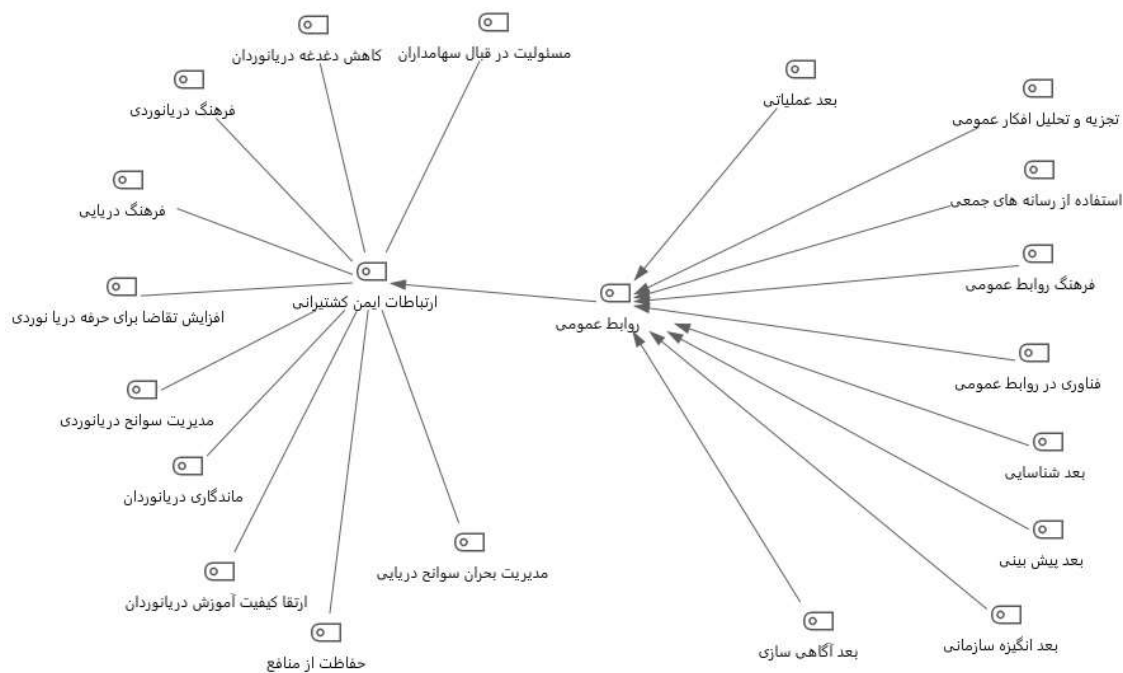 مسئولیت در قبال سهامداران
کاهش دغدغه دریانوردان
بعد عملیاتی
فرهنگ دریانوردی
تجزیه و تحلیل افکار عمومی
استفاده از رسانه های جمعی
فرهنگ دریایی
فرهنگ روابط عمومی
ارتباطات ایمن کشتیرانی
افزایش تقاضا برای حرفه دریا نوردی
روابط عمومی
فناوری در روابط عمومی
مدیریت سوانح دریانوردی
بعد شناسایی
ماندگاری دریانوردان
بعد پیش بینی
مدیریت بحران سوانح دریایی
ارتقا کیفیت آموزش دریانوردان
بعد انگیزه سازمانی
بعد آگاهی سازی
حفاظت از منافع